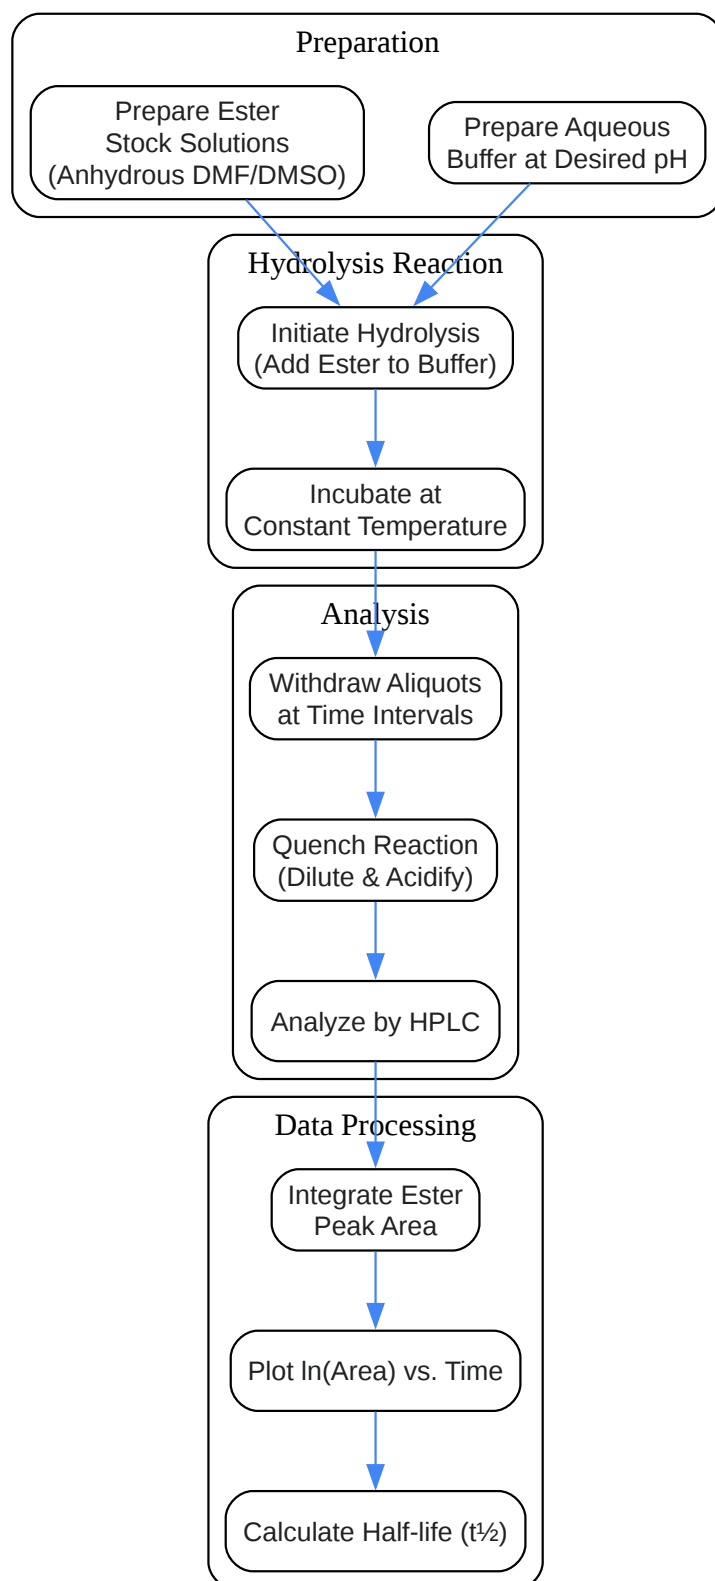 Preparation
Prepare Ester
Stock Solutions
(Anhydrous DMF/DMSO)
Prepare Aqueous
Buffer at Desired pH
Hydrolysis Reaction
Initiate Hydrolysis
(Add Ester to Buffer)
Incubate at
Constant Temperature
Analysis
Withdraw Aliquots
at Time Intervals
Quench Reaction
(Dilute & Acidify)
Analyze by HPLC
Data Processing
Integrate Ester
Peak Area
Plot ln(Area) vs. Time
Calculate Half-life (t½)